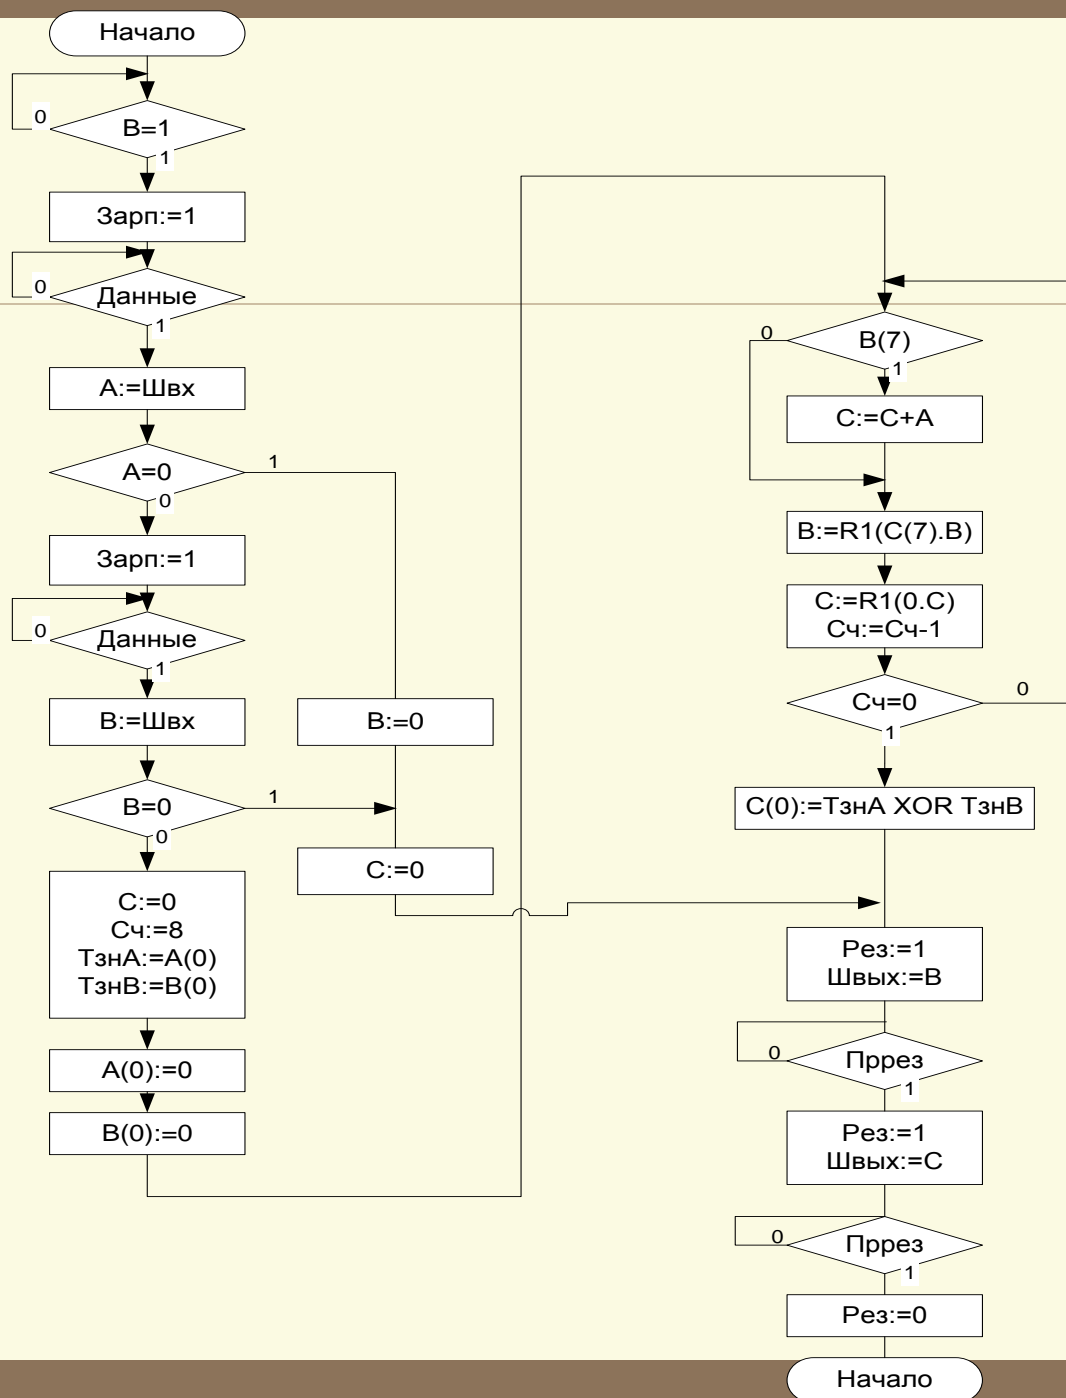 Начало
0
B=1
1
Зарп:=1
0
Данные
1
A:=Швх
A=0
1
0
Зарп:=1
0
Данные
1
B:=Швх
B:=0
B=0
1
0
C:=0
C:=0
Сч:=8
ТзнA:=A(0)
ТзнB:=B(0)
A(0):=0
B(0):=0
0
B(7)
1
C:=C+A
B:=R1(C(7).B)
C:=R1(0.C)
Сч:=Сч-1
Сч=0
0
1
C(0):=ТзнA XOR ТзнB
Рез:=1
Швых:=B
0
Пррез
1
Рез:=1
Швых:=C
0
Пррез
1
Рез:=0
Начало